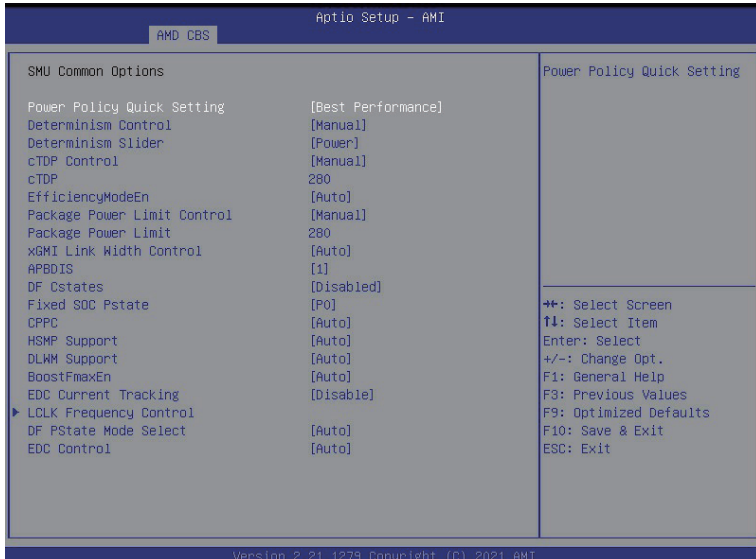 Aptio Setup – AMI
AMD CBS
SMU Common Options
Power Policy Quick Setting [Best Performance]
Determinism Control [Manual]
Determinism Slider [Power]
cTDP Control [Manual]
cTDP 280
EfficiencyModeEn [Auto]
Package Power Limit Control [Manual]
Package Power Limit 280
xGMI Link Width Control [Auto]
APBDIS [1]
DF Cstates [Disabled]
Fixed SOC Pstate [P0]
CPPC [Auto]
HSMP Support [Auto]
DLWM Support [Auto]
BoostFmaxEn [Auto]
EDC Current Tracking [Disable]
LCLK Frequency Control
DF PState Mode Select [Auto]
EDC Control [Auto]
Power Policy Quick Setting
→←: Select Screen
↑↓: Select Item
Enter: Select
+/-: Change Opt.
F1: General Help
F3: Previous Values
F9: Optimized Defaults
F10: Save & Exit
ESC: Exit
Version 2.21.1279 Copyright (C) 2021 AMI